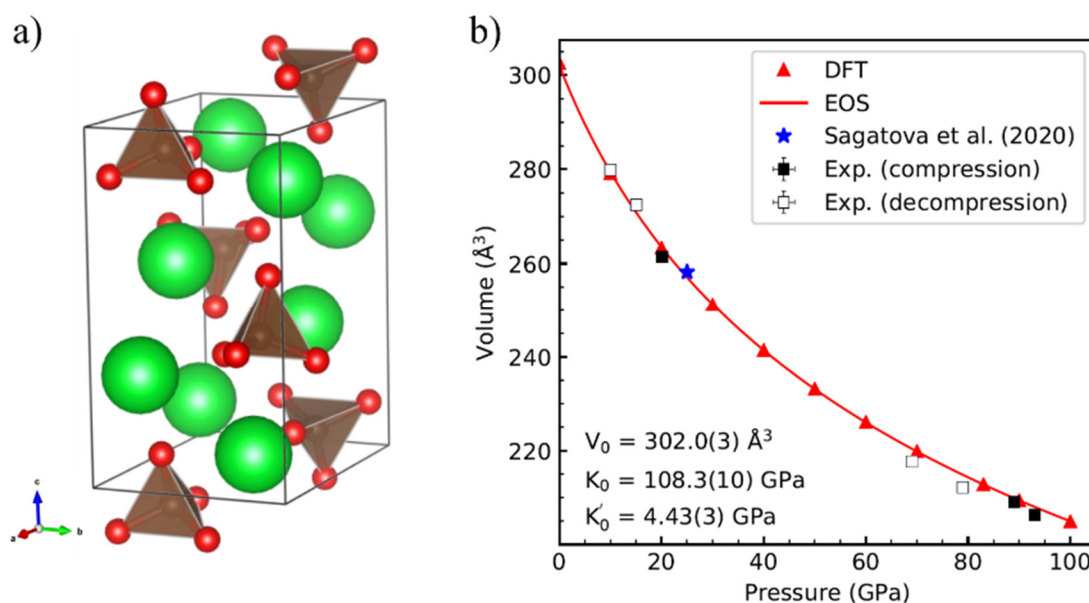 a)
c
a
b
b)
Volume (Å³)
300
280
260
240
220
DFT
EOS
Sagatova et al. (2020)
Exp. (compression)
Exp. (decompression)
V₀ = 302.0(3) Å³
K₀ = 108.3(10) GPa
K₀′ = 4.43(3) GPa
0 20 40 60 80 100
Pressure (GPa)